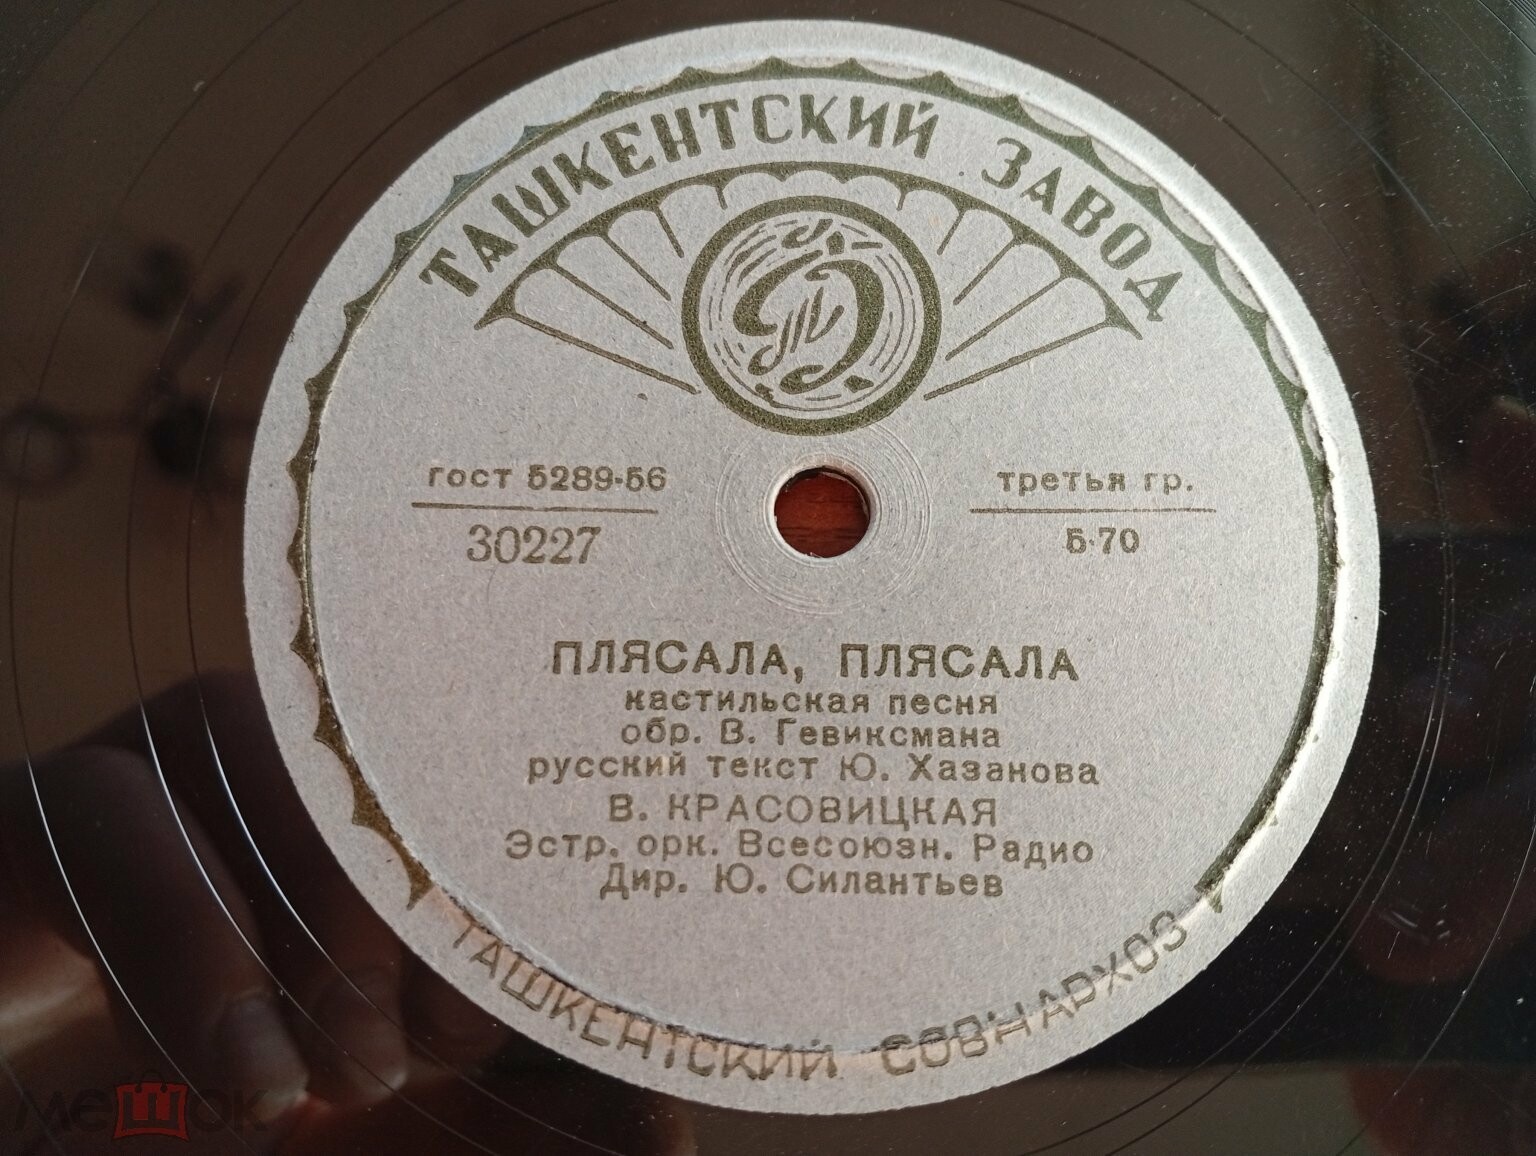 ТАШКЕНТСКИЙ ЗАВОД
гост 5289-56
30227
третья гр.
Б-70
ПЛЯСАЛА, ПЛЯСАЛА
кастильская песня
обр. В. Гевиксмана
русский текст Ю. Хазанова
В. КРАСОВИЦКАЯ
Эстр. орк. Всесоюзн. Радио
Дир. Ю. Силантьев
ТАШКЕНТСКИЙ СОВНАРХОЗ
мешок